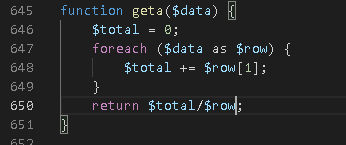 645 function geta($data) {
646 $total = 0;
647 foreach ($data as $row) {
648 $total += $row[1];
649 }
650 return $total/$row;
651 }
652